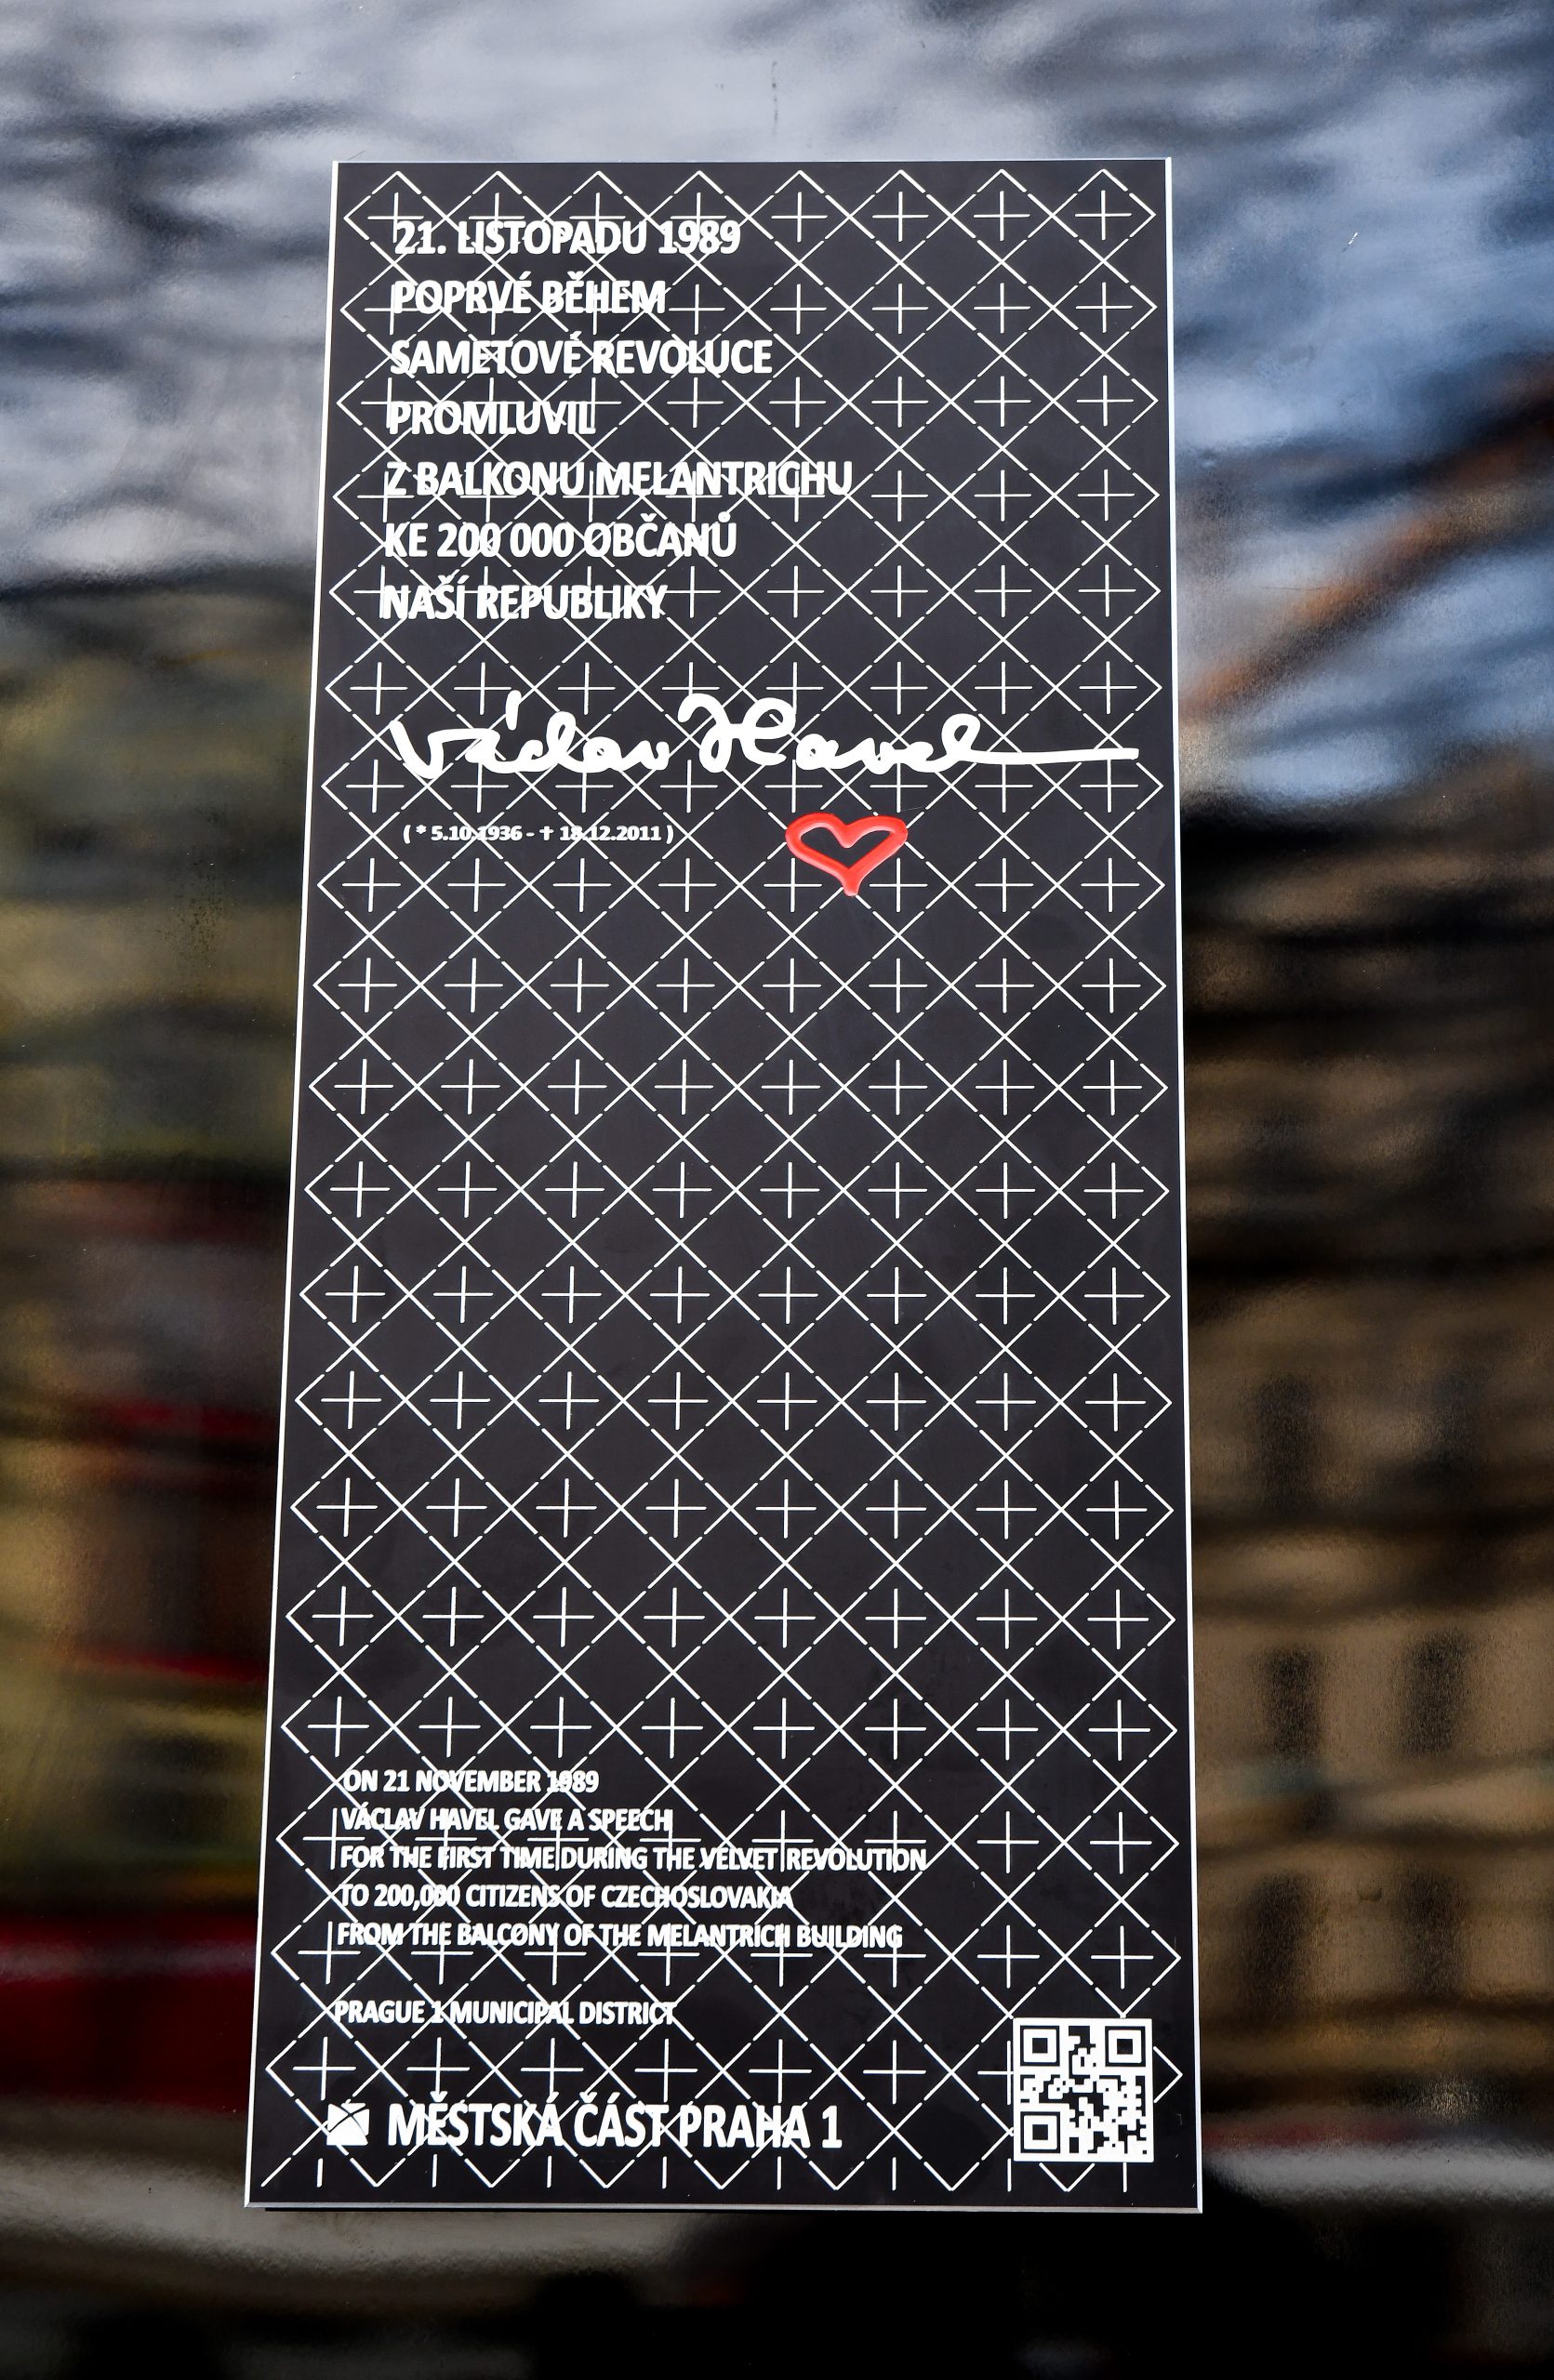 21. LISTOPADU 1989
POPRVÉ BĚHEM
SAMETOVÉ REVOLUCE
PROMLUVIL
Z BALKONU MELANTRICHU
KE 200 000 OBČANŮ
NAŠÍ REPUBLIKY
Václav Havel
( * 5.10.1936 - ✝ 18.12.2011 )
ON 21 NOVEMBER 1989
VÁCLAV HAVEL GAVE A SPEECH
FOR THE FIRST TIME DURING THE VELVET REVOLUTION
TO 200,000 CITIZENS OF CZECHOSLOVAKIA
FROM THE BALCONY OF THE MELANTRICH BUILDING
PRAGUE 1 MUNICIPAL DISTRICT
MĚSTSKÁ ČÁST PRAHA 1